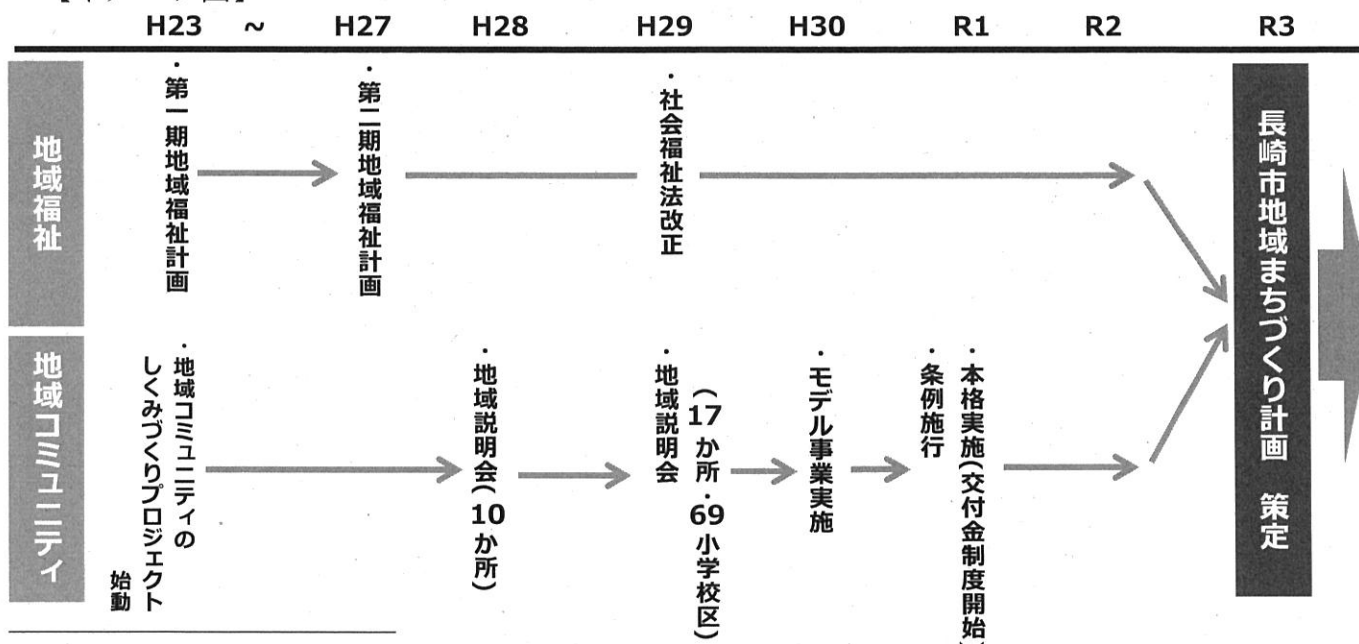 H23 ～ H27 H28 H29 H30 R1 R2 R3
地域福祉
・第一期地域福祉計画
・第二期地域福祉計画
・社会福祉法改正
地域コミュニティ
・地域コミュニティの
しくみづくりプロジェクト
始動
・地域説明会(10か所)
・地域説明会
(17か所・69小学校区)
・モデル事業実施
・本格実施(交付金制度開始)
・条例施行
長崎市地域まちづくり計画 策定